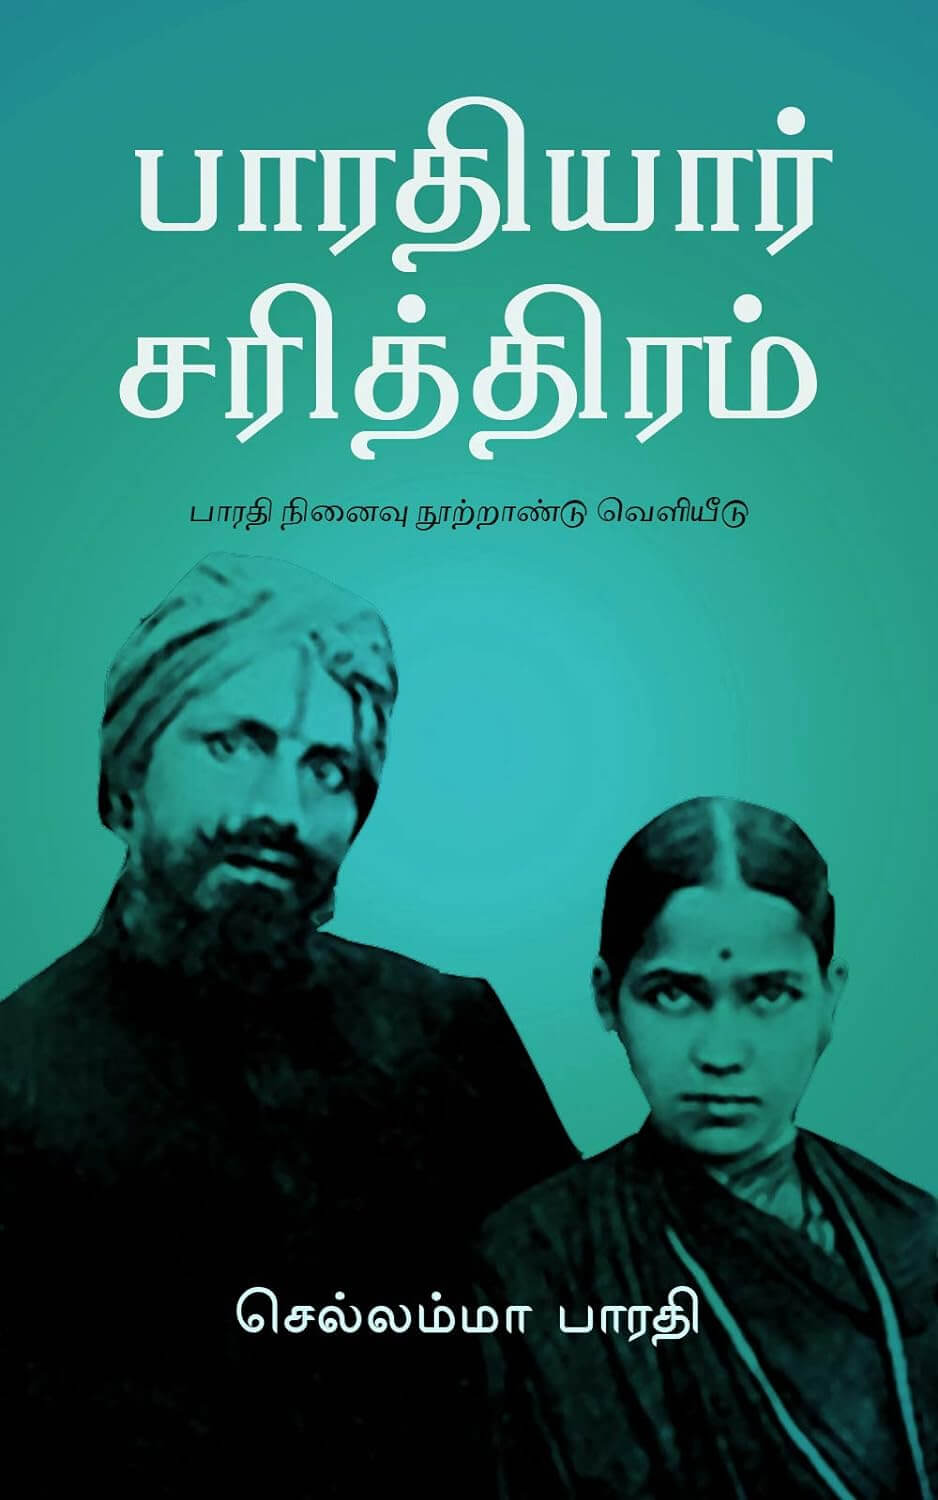 பாரதியார்
சரித்திரம்
பாரதி நினைவு நூற்றாண்டு வெளியீடு
செல்லம்மா பாரதி